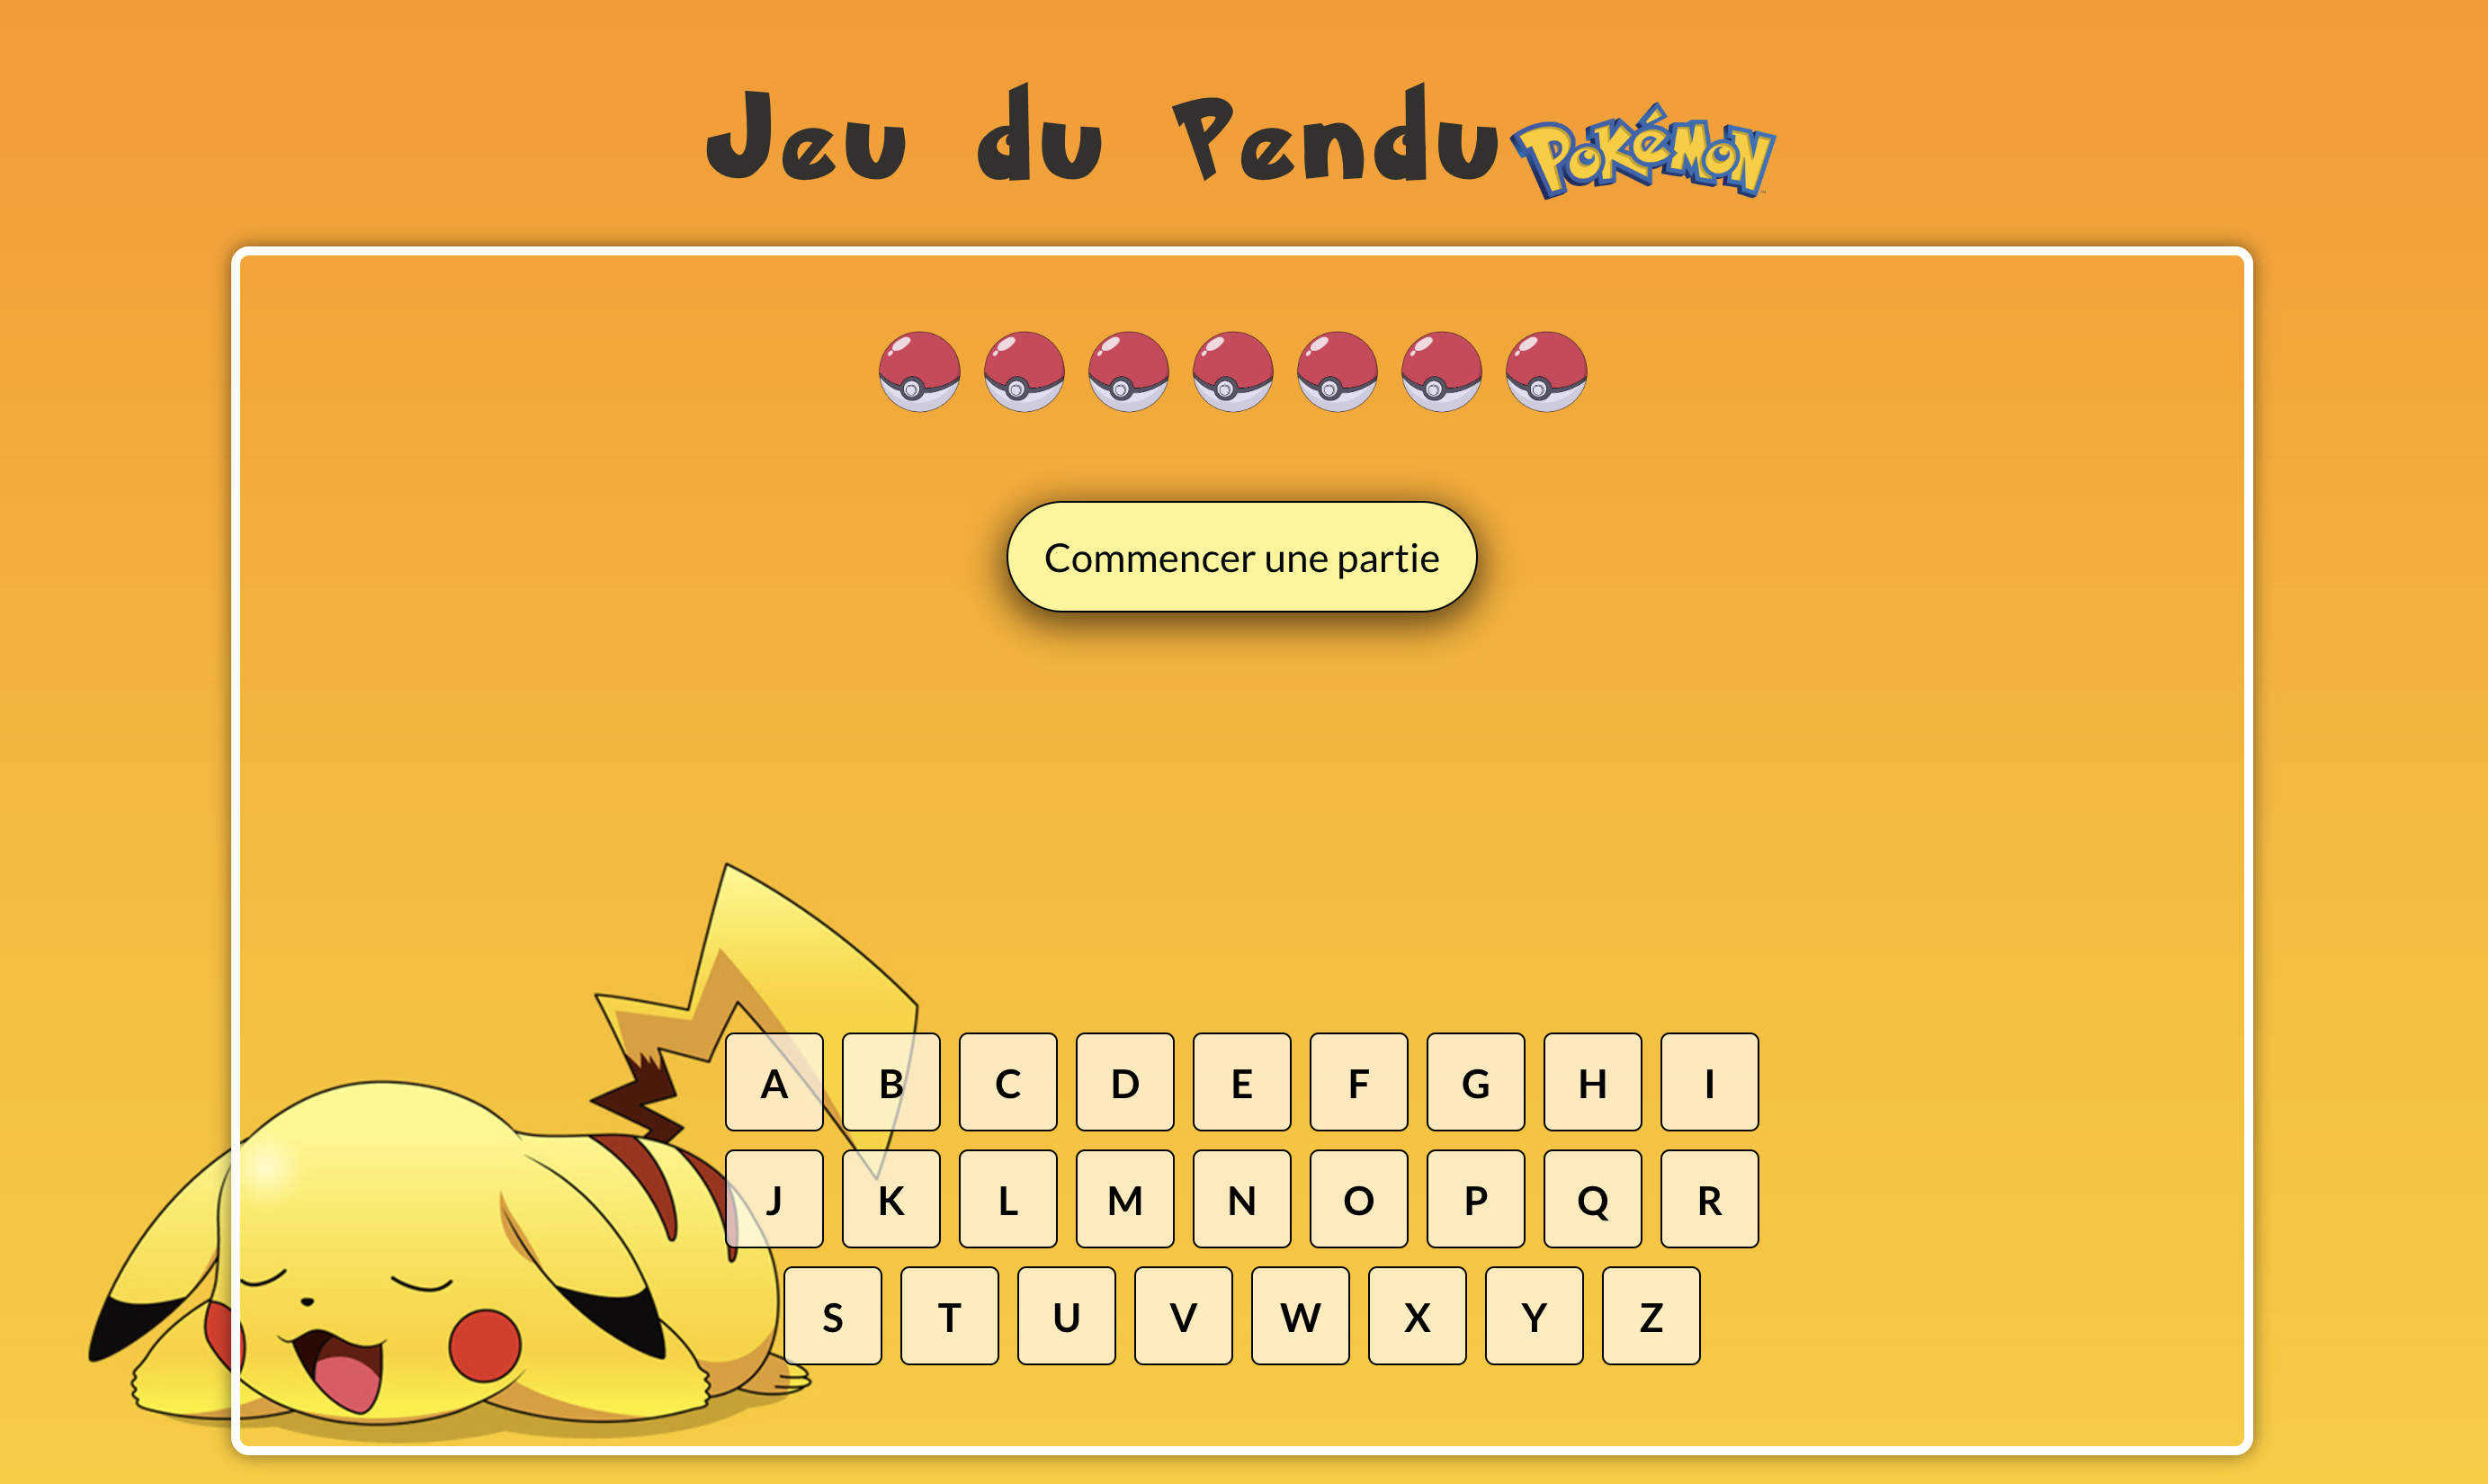 Jeu du Pendu Pokémon
Commencer une partie
A B C D E F G H I
J K L M N O P Q R
S T U V W X Y Z